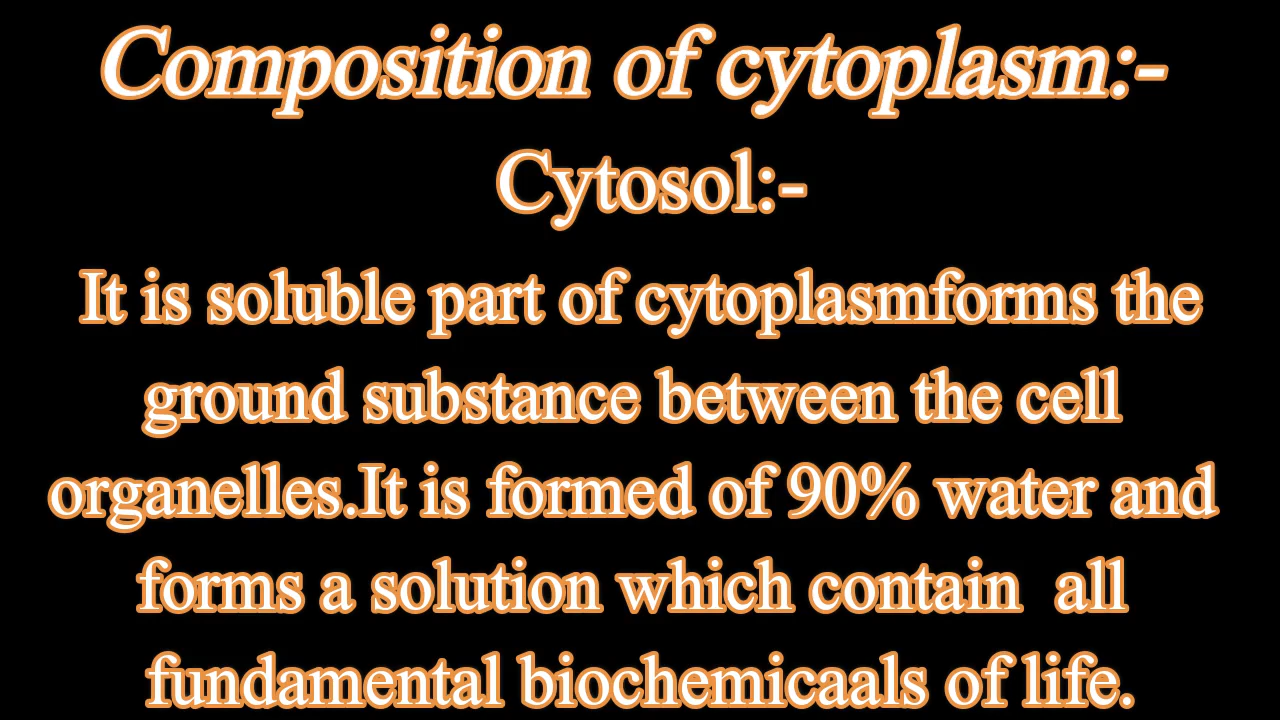 Composition of cytoplasm:-
Cytosol:-
It is soluble part of cytoplasmforms the
ground substance between the cell
organelles.It is formed of 90% water and
forms a solution which contain  all
fundamental biochemicaals of life.